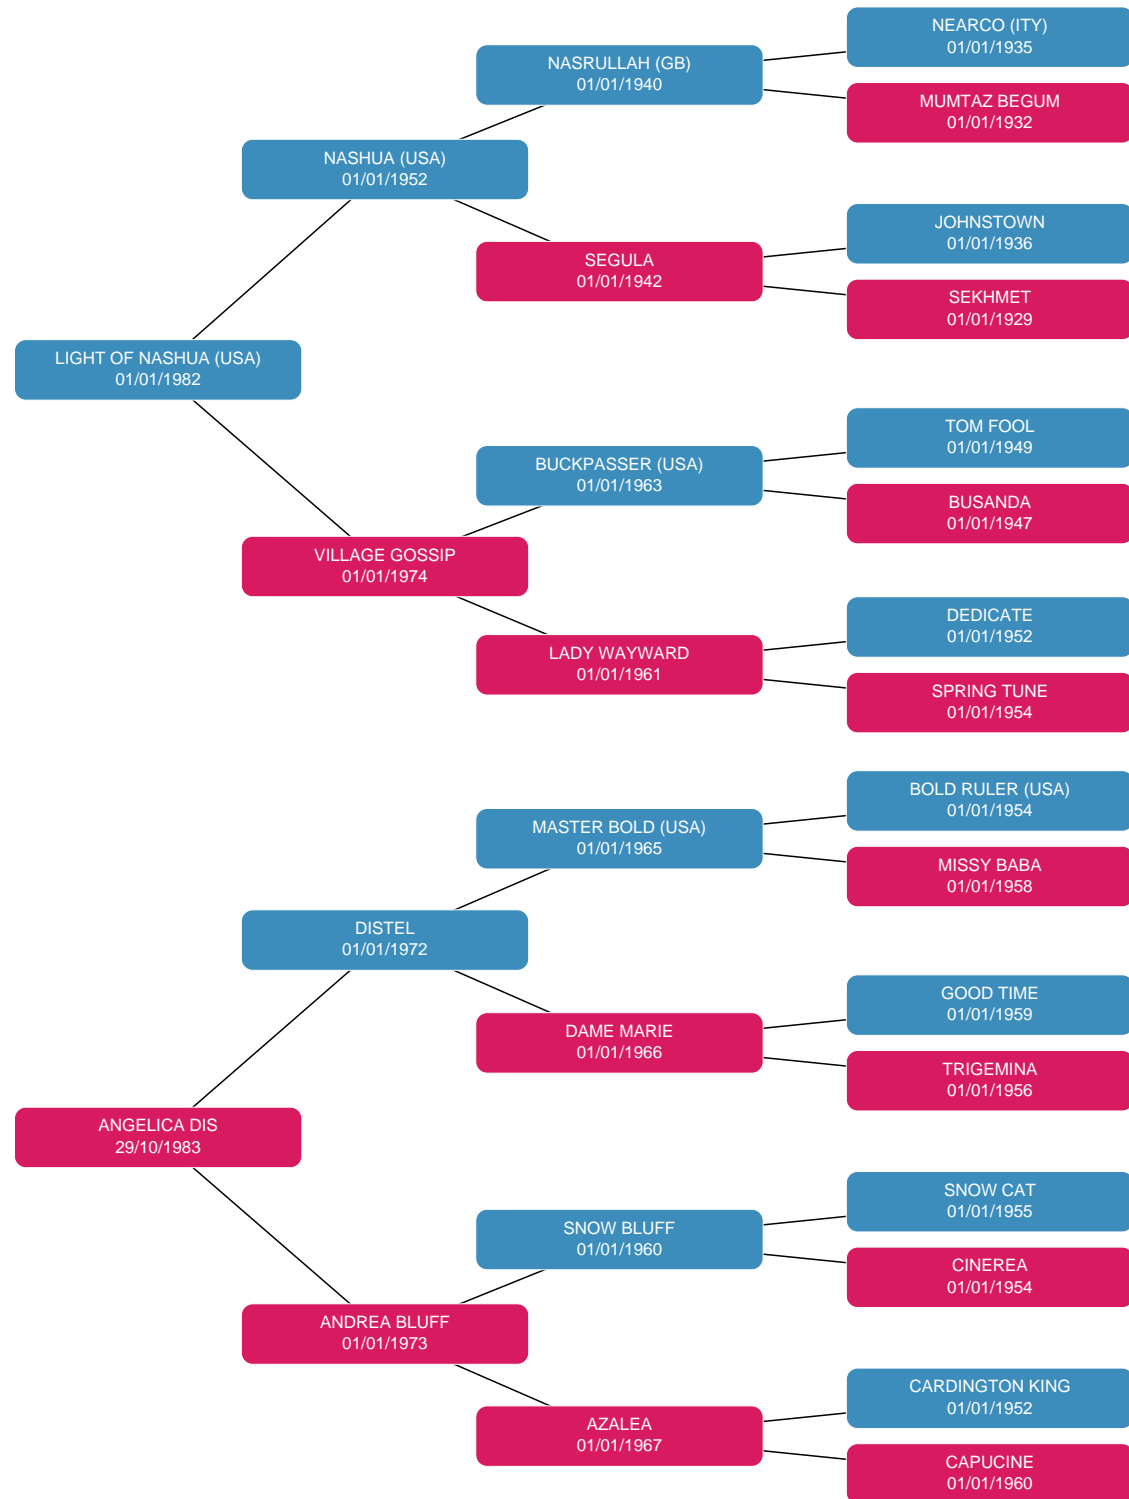 NEARCO (ITY)
01/01/1935
NASRULLAH (GB)
01/01/1940
MUMTAZ BEGUM
01/01/1932
NASHUA (USA)
01/01/1952
JOHNSTOWN
01/01/1936
SEGULA
01/01/1942
SEKHMET
01/01/1929
LIGHT OF NASHUA (USA)
01/01/1982
TOM FOOL
01/01/1949
BUCKPASSER (USA)
01/01/1963
BUSANDA
01/01/1947
VILLAGE GOSSIP
01/01/1974
DEDICATE
01/01/1952
LADY WAYWARD
01/01/1961
SPRING TUNE
01/01/1954
BOLD RULER (USA)
01/01/1954
MASTER BOLD (USA)
01/01/1965
MISSY BABA
01/01/1958
DISTEL
01/01/1972
GOOD TIME
01/01/1959
DAME MARIE
01/01/1966
TRIGEMINA
01/01/1956
ANGELICA DIS
29/10/1983
SNOW CAT
01/01/1955
SNOW BLUFF
01/01/1960
CINEREA
01/01/1954
ANDREA BLUFF
01/01/1973
CARDINGTON KING
01/01/1952
AZALEA
01/01/1967
CAPUCINE
01/01/1960